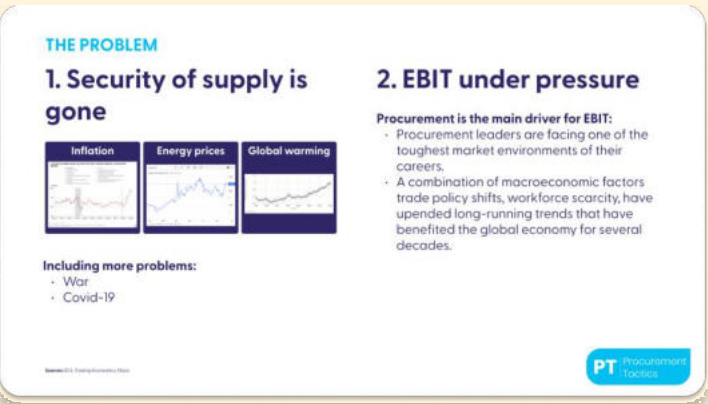 THE PROBLEM
1. Security of supply is
gone
Inflation
Energy prices
Global warming
Including more problems:
· War
· Covid-19
2. EBIT under pressure
Procurement is the main driver for EBIT:
· Procurement leaders are facing one of the
toughest market environments of their
careers.
· A combination of macroeconomic factors
trade policy shifts, workforce scarcity, have
upended long-running trends that have
benefited the global economy for several
decades.
PT
Procurement
Tactics